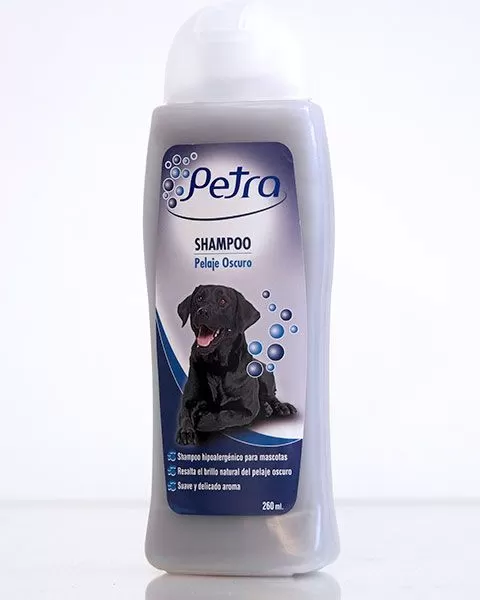 Petra
SHAMPOO
Pelaje Oscuro
Shampoo hipoalergénico para mascotas
Resalta el brillo natural del pelaje oscuro
Suave y delicado aroma
260 ml.